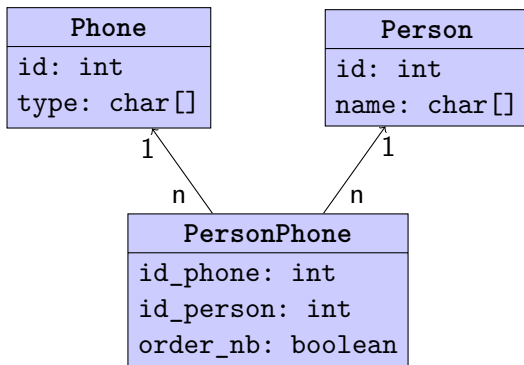 Phone
id: int
type: char[]
Person
id: int
name: char[]
1
1
n
n
PersonPhone
id_phone: int
id_person: int
order_nb: boolean